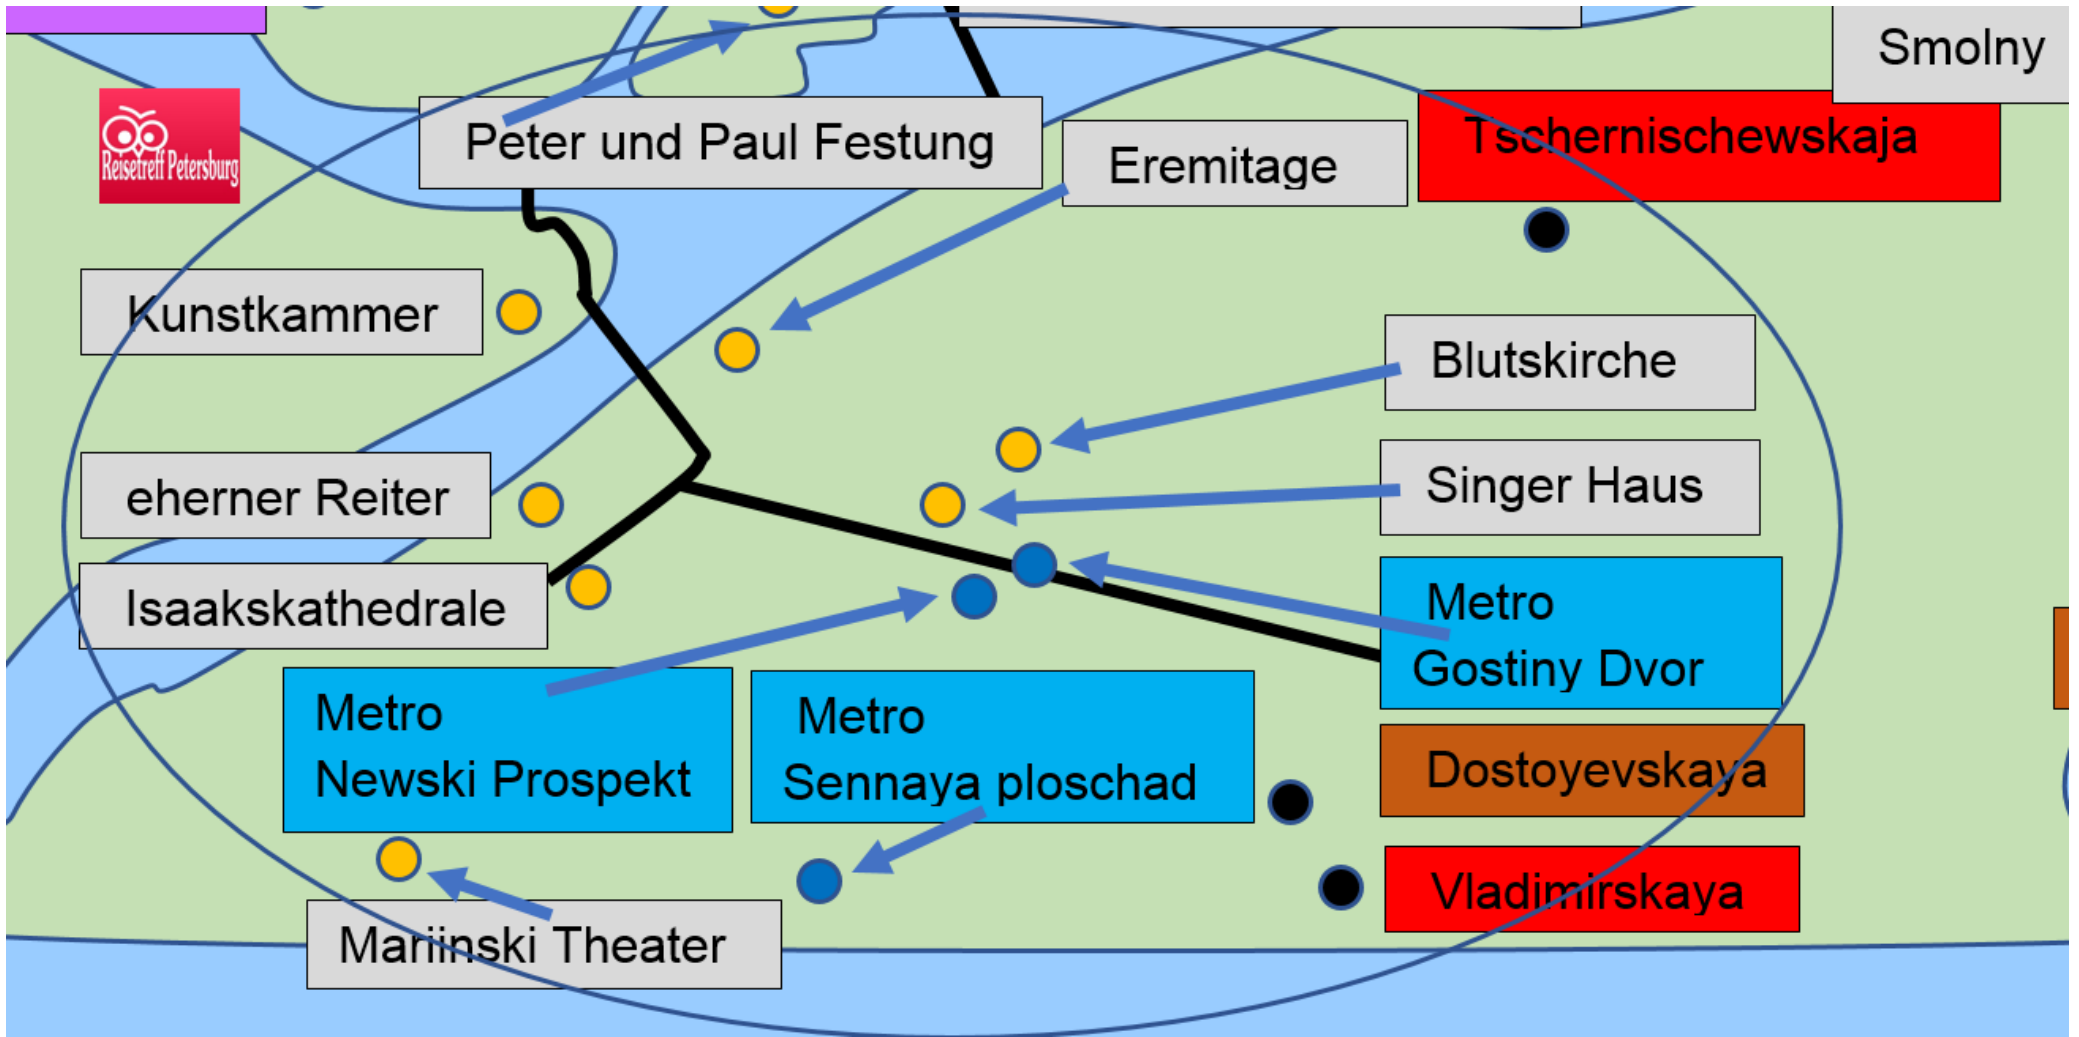 Smolny
Reisetreff Petersburg
Peter und Paul Festung
Eremitage
Tschernischewskaja
Kunstkammer
Blutskirche
eherner Reiter
Singer Haus
Isaakskathedrale
Metro
Gostiny Dvor
Metro
Newski Prospekt
Metro
Sennaya ploschad
Dostoyevskaya
Vladimirskaya
Mariinski Theater